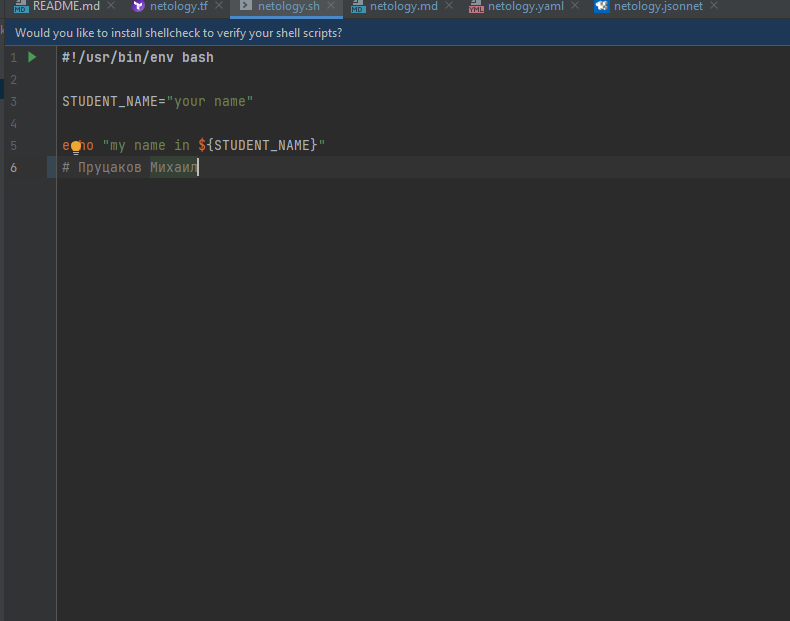 README.md netology.tf netology.sh netology.md netology.yaml netology.jsonnet
Would you like to install shellcheck to verify your shell scripts?
1 #!/usr/bin/env bash
2
3 STUDENT_NAME="your name"
4
5 echo "my name in ${STUDENT_NAME}"
6 # Пруцаков Михаил